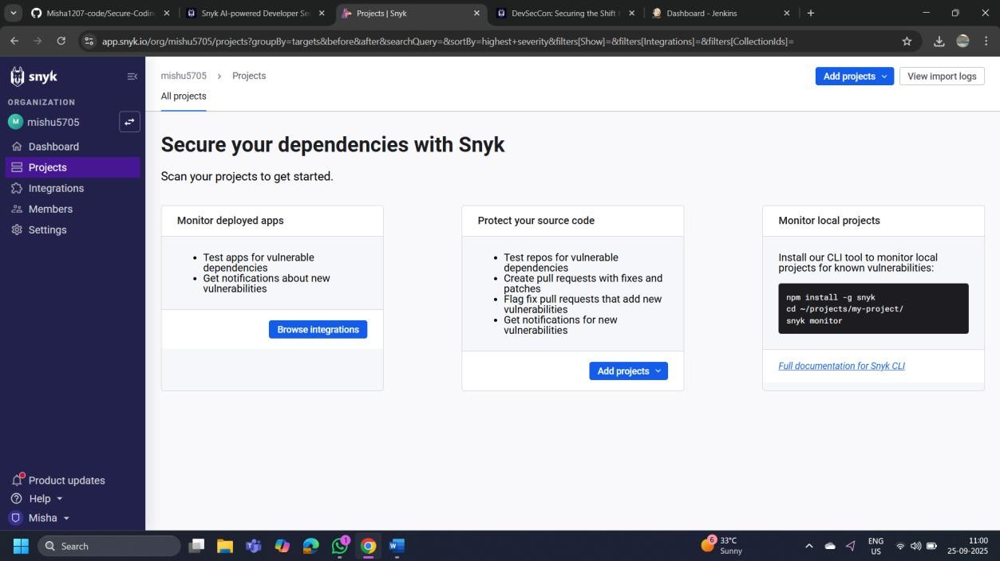 Misha1207-code/Secure-Codin
Snyk AI-powered Developer Se
Projects | Snyk
DevSecCon: Securing the Shift t
Dashboard - Jenkins
app.snyk.io/org/mishu5705/projects?groupBy=targets&before&after&searchQuery=&sortBy=highest+severity&filters[Show]=&filters[Integrations]=&filters[CollectionIds]=
snyk
ORGANIZATION
M mishu5705
Dashboard
Projects
Integrations
Members
Settings
Product updates
Help
Misha
mishu5705 > Projects
Add projects
View import logs
All projects
Secure your dependencies with Snyk
Scan your projects to get started.
Monitor deployed apps
• Test apps for vulnerable
dependencies
• Get notifications about new
vulnerabilities
Browse integrations
Protect your source code
• Test repos for vulnerable
dependencies
• Create pull requests with fixes and
patches
• Flag fix pull requests that add new
vulnerabilities
• Get notifications for new
vulnerabilities
Add projects
Monitor local projects
Install our CLI tool to monitor local
projects for known vulnerabilities:
npm install -g snyk
cd ~/projects/my-project/
snyk monitor
Full documentation for Snyk CLI
Search
1
6
33°C
Sunny
ENG
US
11:00
25-09-2025